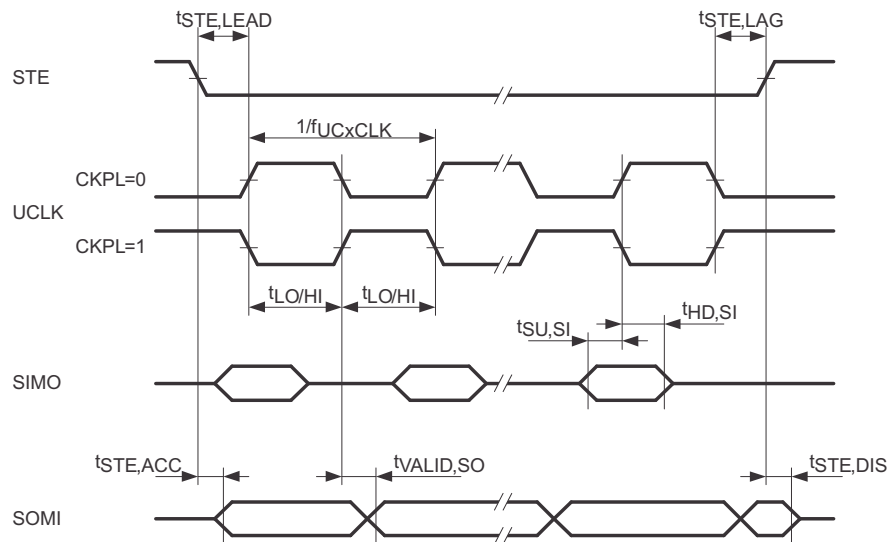 tSTE,LEAD
tSTE,LAG
STE
1/fUCxCLK
CKPL=0
UCLK
CKPL=1
tLO/HI
tLO/HI
tHD,SI
tSU,SI
SIMO
tSTE,ACC
tVALID,SO
tSTE,DIS
SOMI